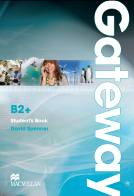 Gateway
B2+
Student's Book
David Spencer
MACMILLAN